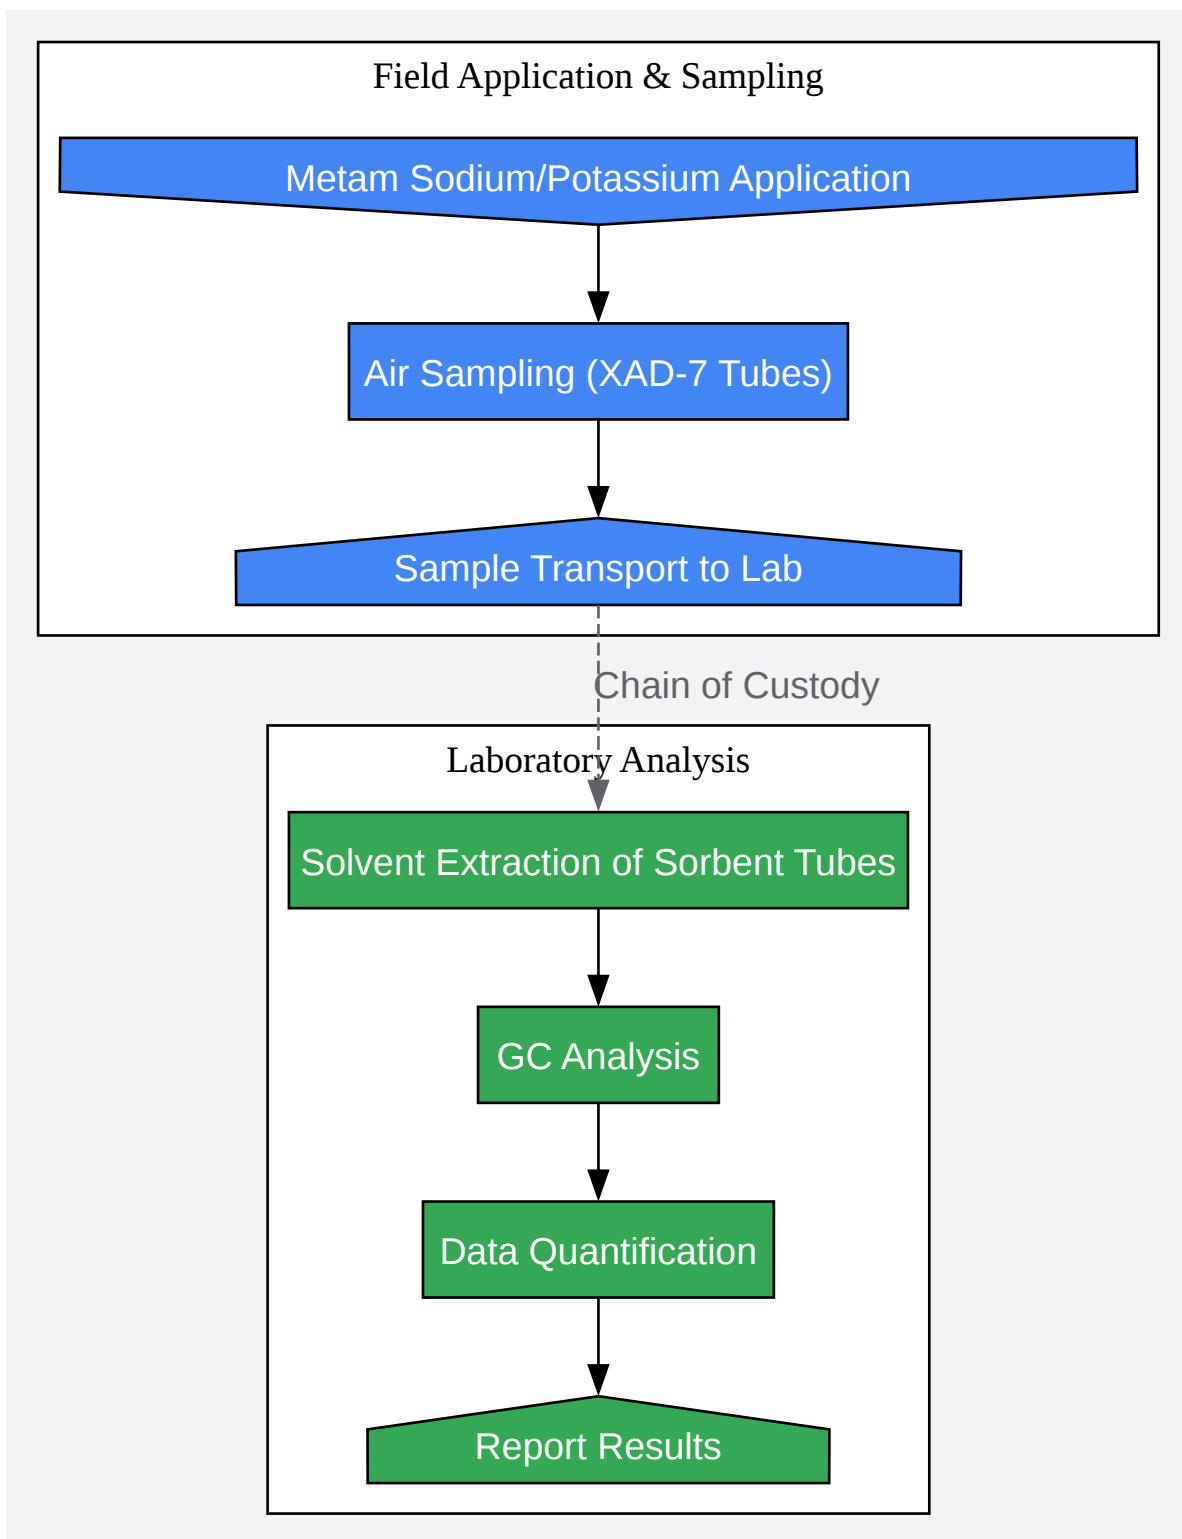 Field Application & Sampling
Metam Sodium/Potassium Application
Air Sampling (XAD-7 Tubes)
Sample Transport to Lab
Chain of Custody
Laboratory Analysis
Solvent Extraction of Sorbent Tubes
GC Analysis
Data Quantification
Report Results